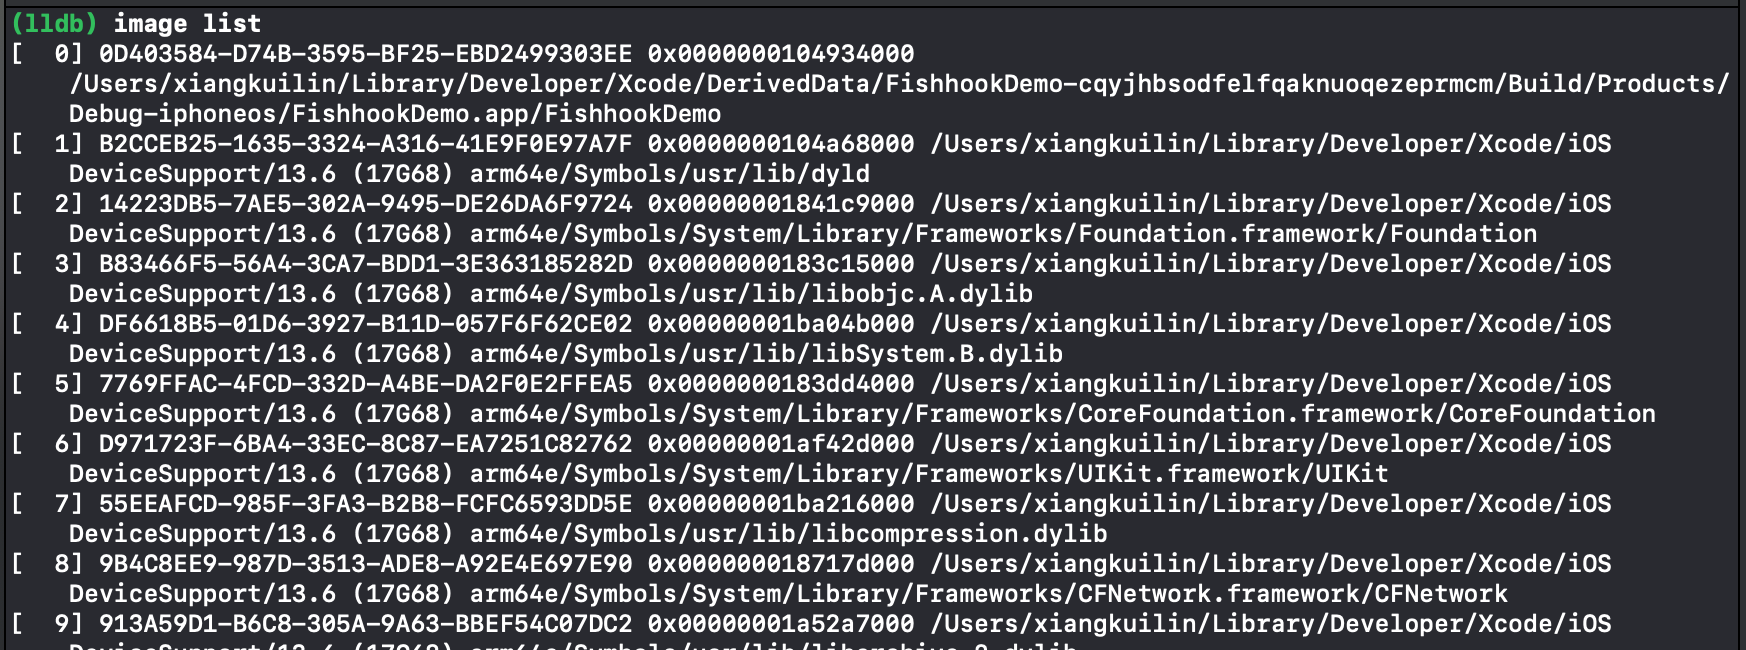 (lldb) image list
[  0] 0D403584-D74B-3595-BF25-EBD2499303EE 0x0000000104934000
/Users/xiangkuilin/Library/Developer/Xcode/DerivedData/FishhookDemo-cqyjhbsodfelfqaknuoqezeprmcm/Build/Products/
Debug-iphoneos/FishhookDemo.app/FishhookDemo
[  1] B2CCEB25-1635-3324-A316-41E9F0E97A7F 0x0000000104a68000 /Users/xiangkuilin/Library/Developer/Xcode/iOS
DeviceSupport/13.6 (17G68) arm64e/Symbols/usr/lib/dyld
[  2] 14223DB5-7AE5-302A-9495-DE26DA6F9724 0x00000001841c9000 /Users/xiangkuilin/Library/Developer/Xcode/iOS
DeviceSupport/13.6 (17G68) arm64e/Symbols/System/Library/Frameworks/Foundation.framework/Foundation
[  3] B83466F5-56A4-3CA7-BDD1-3E363185282D 0x0000000183c15000 /Users/xiangkuilin/Library/Developer/Xcode/iOS
DeviceSupport/13.6 (17G68) arm64e/Symbols/usr/lib/libobjc.A.dylib
[  4] DF6618B5-01D6-3927-B11D-057F6F62CE02 0x00000001ba04b000 /Users/xiangkuilin/Library/Developer/Xcode/iOS
DeviceSupport/13.6 (17G68) arm64e/Symbols/usr/lib/libSystem.B.dylib
[  5] 7769FFAC-4FCD-332D-A4BE-DA2F0E2FFEA5 0x0000000183dd4000 /Users/xiangkuilin/Library/Developer/Xcode/iOS
DeviceSupport/13.6 (17G68) arm64e/Symbols/System/Library/Frameworks/CoreFoundation.framework/CoreFoundation
[  6] D971723F-6BA4-33EC-8C87-EA7251C82762 0x00000001af42d000 /Users/xiangkuilin/Library/Developer/Xcode/iOS
DeviceSupport/13.6 (17G68) arm64e/Symbols/System/Library/Frameworks/UIKit.framework/UIKit
[  7] 55EEAFCD-985F-3FA3-B2B8-FCFC6593DD5E 0x00000001ba216000 /Users/xiangkuilin/Library/Developer/Xcode/iOS
DeviceSupport/13.6 (17G68) arm64e/Symbols/usr/lib/libcompression.dylib
[  8] 9B4C8EE9-987D-3513-ADE8-A92E4E697E90 0x000000018717d000 /Users/xiangkuilin/Library/Developer/Xcode/iOS
DeviceSupport/13.6 (17G68) arm64e/Symbols/System/Library/Frameworks/CFNetwork.framework/CFNetwork
[  9] 913A59D1-B6C8-305A-9A63-BBEF54C07DC2 0x00000001a52a7000 /Users/xiangkuilin/Library/Developer/Xcode/iOS
DeviceSupport/13.6 (17G68) arm64e/Symbols/usr/lib/libarchive.2.dylib